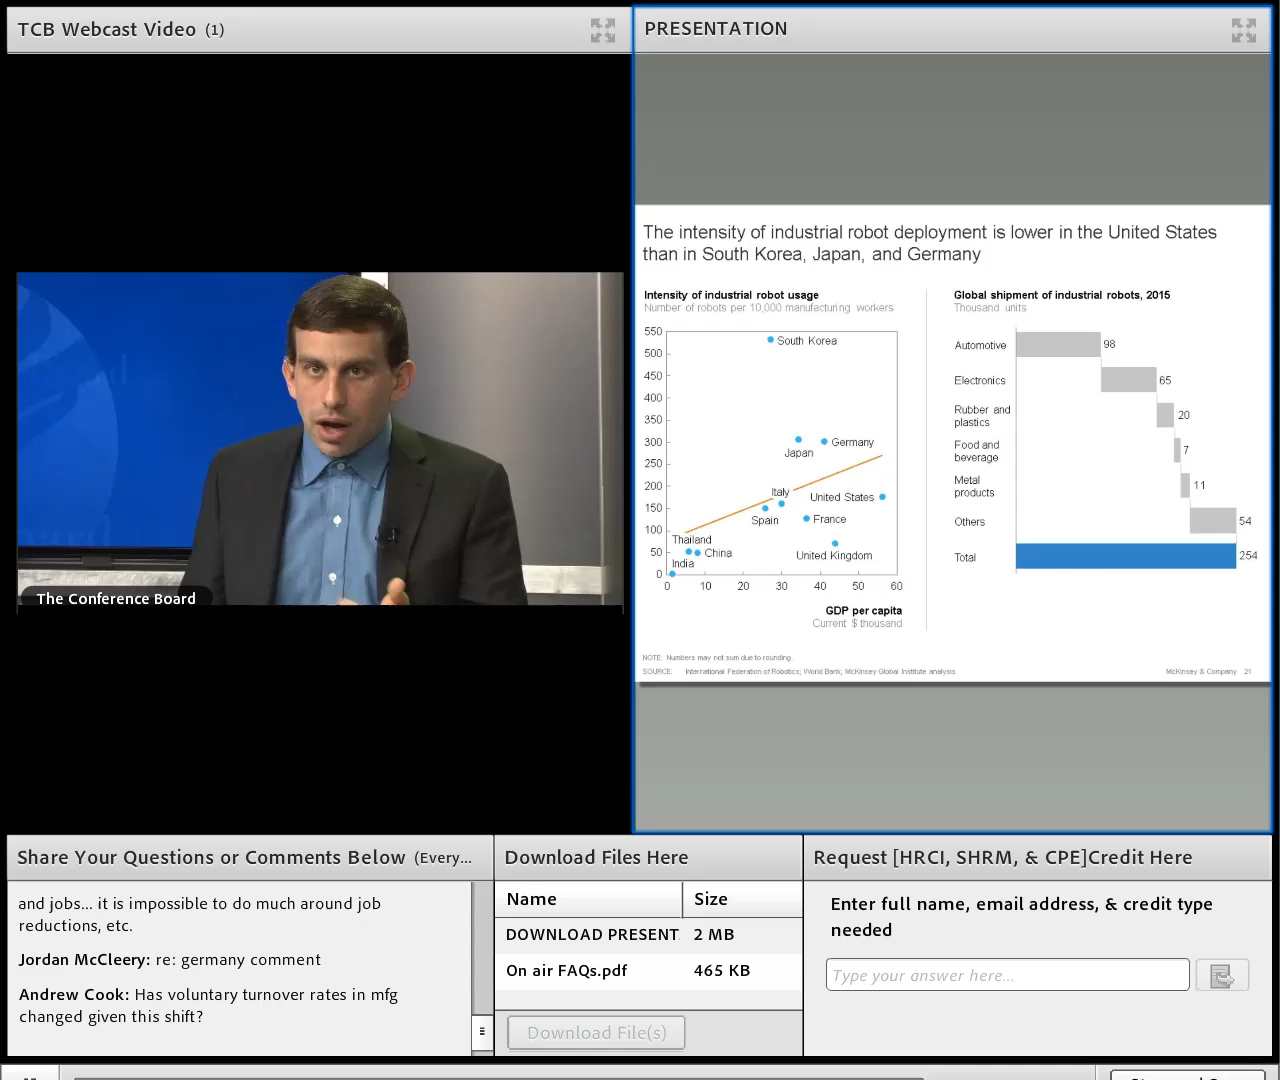 TCB Webcast Video (1)
PRESENTATION
The Conference Board
The intensity of industrial robot deployment is lower in the United States
than in South Korea, Japan, and Germany
Intensity of industrial robot usage
Number of robots per 10,000 manufacturing workers
550
500
450
400
350
300
250
200
150
100
50
0
South Korea
Germany
Japan
Italy
United States
Spain
France
Thailand
China
United Kingdom
India
0 10 20 30 40 50 60
GDP per capita
Current $ thousand
Global shipment of industrial robots, 2015
Thousand units
Automotive 98
Electronics 65
Rubber and
plastics 20
Food and
beverage 7
Metal
products 11
Others 54
Total 254
NOTE: Numbers may not sum due to rounding.
SOURCE: International Federation of Robotics; World Bank; McKinsey Global Institute analysis
McKinsey & Company 21
Share Your Questions or Comments Below (Every...
and jobs... it is impossible to do much around job
reductions, etc.
Jordan McCleery: re: germany comment
Andrew Cook: Has voluntary turnover rates in mfg
changed given this shift?
Download Files Here
Name Size
DOWNLOAD PRESENT 2 MB
On air FAQs.pdf 465 KB
Download File(s)
Request [HRCI, SHRM, & CPE]Credit Here
Enter full name, email address, & credit type
needed
Type your answer here...